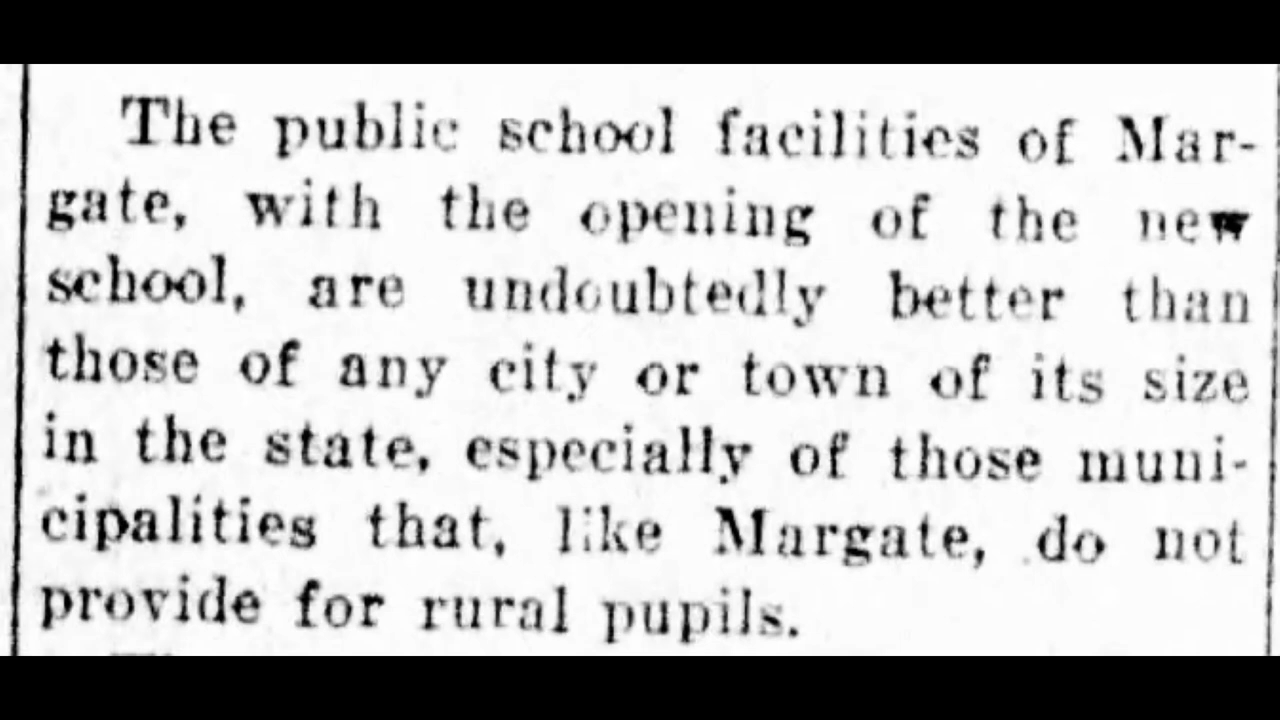 The public school facilities of Mar-
gate, with the opening of the new
school, are undoubtedly better than
those of any city or town of its size
in the state, especially of those muni-
cipalities that, like Margate, do not
provide for rural pupils.